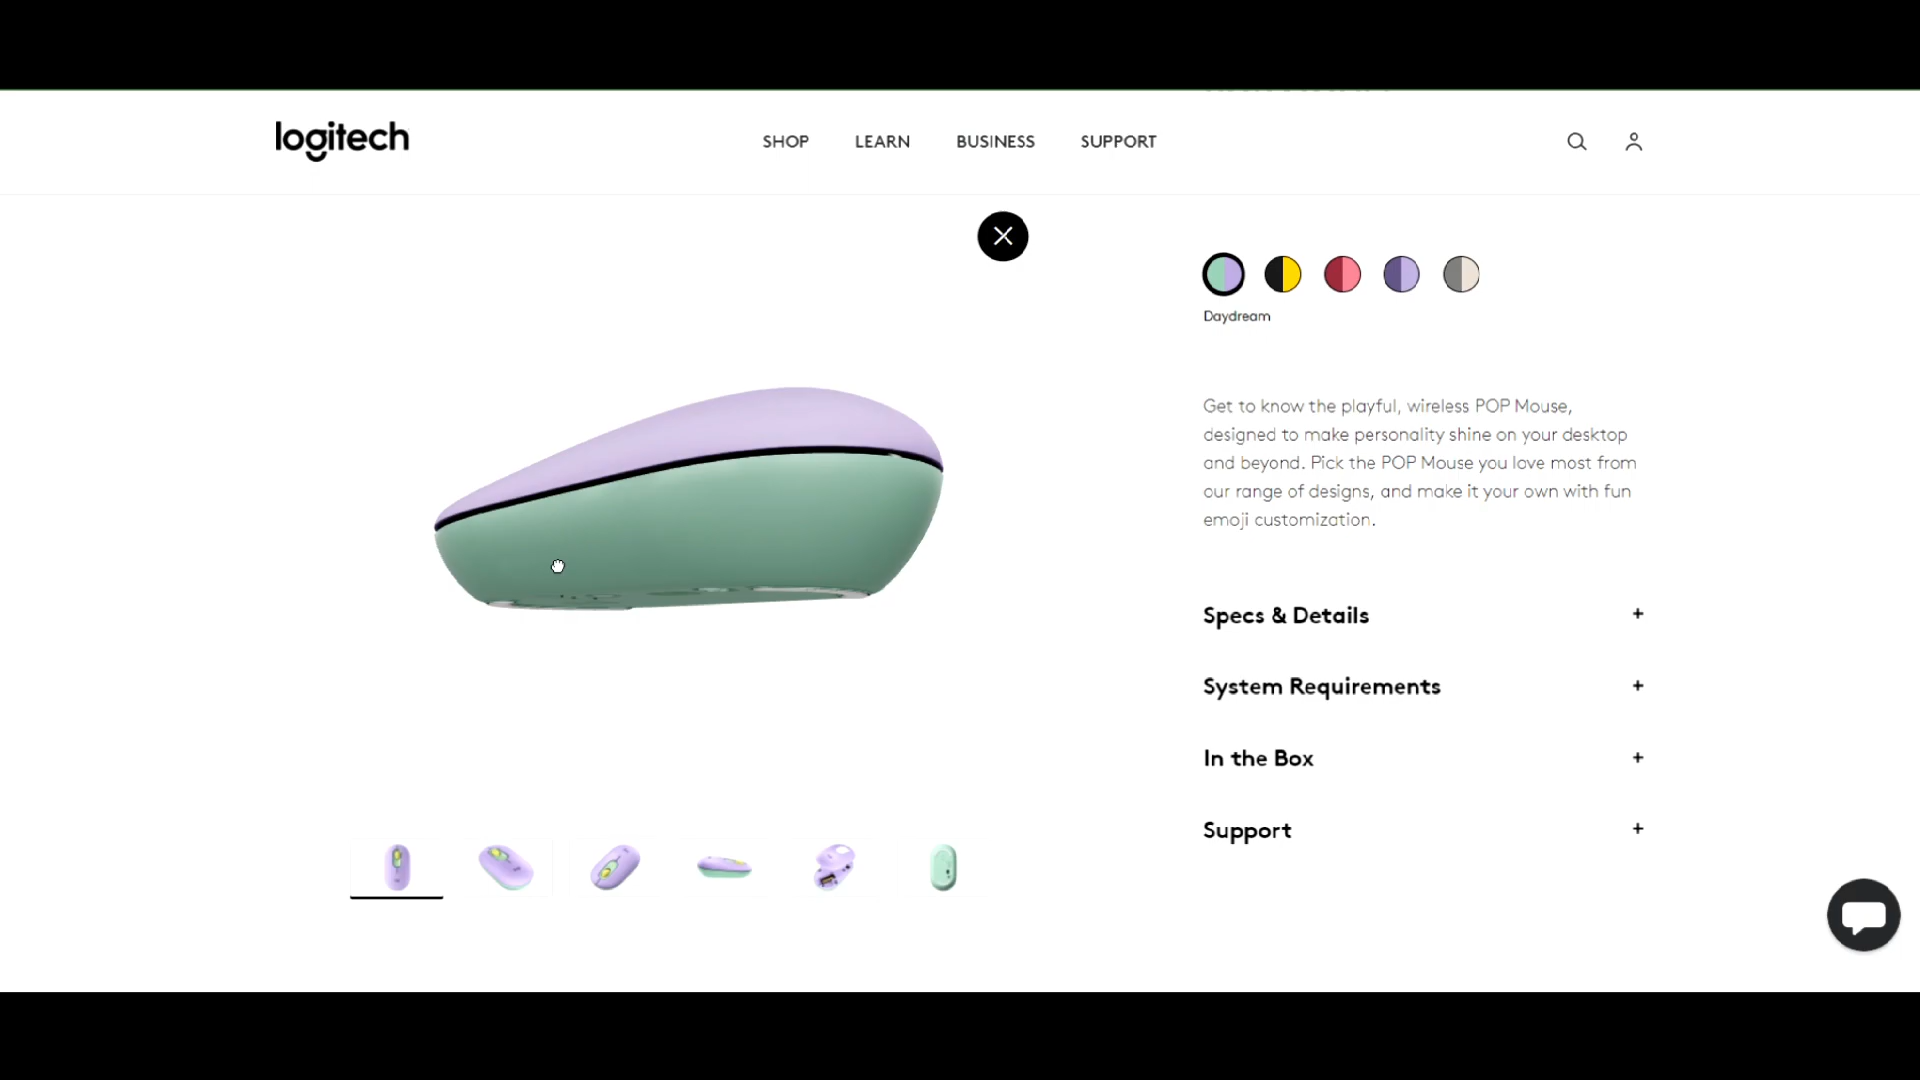 logitech
SHOP
LEARN
BUSINESS
SUPPORT
Daydream
Get to know the playful, wireless POP Mouse,
designed to make personality shine on your desktop
and beyond. Pick the POP Mouse you love most from
our range of designs, and make it your own with fun
emoji customization.
Specs & Details +
System Requirements +
In the Box +
Support +